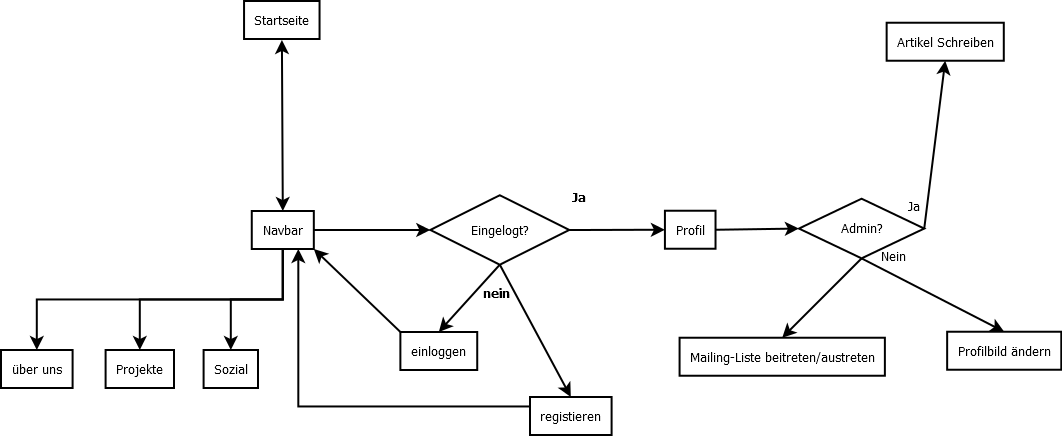 Startseite
Artikel Schreiben
Ja
Ja
Navbar
Eingelogt?
Profil
Admin?
Nein
nein
einloggen
Mailing-Liste beitreten/austreten
Profilbild ändern
über uns
Projekte
Sozial
registieren